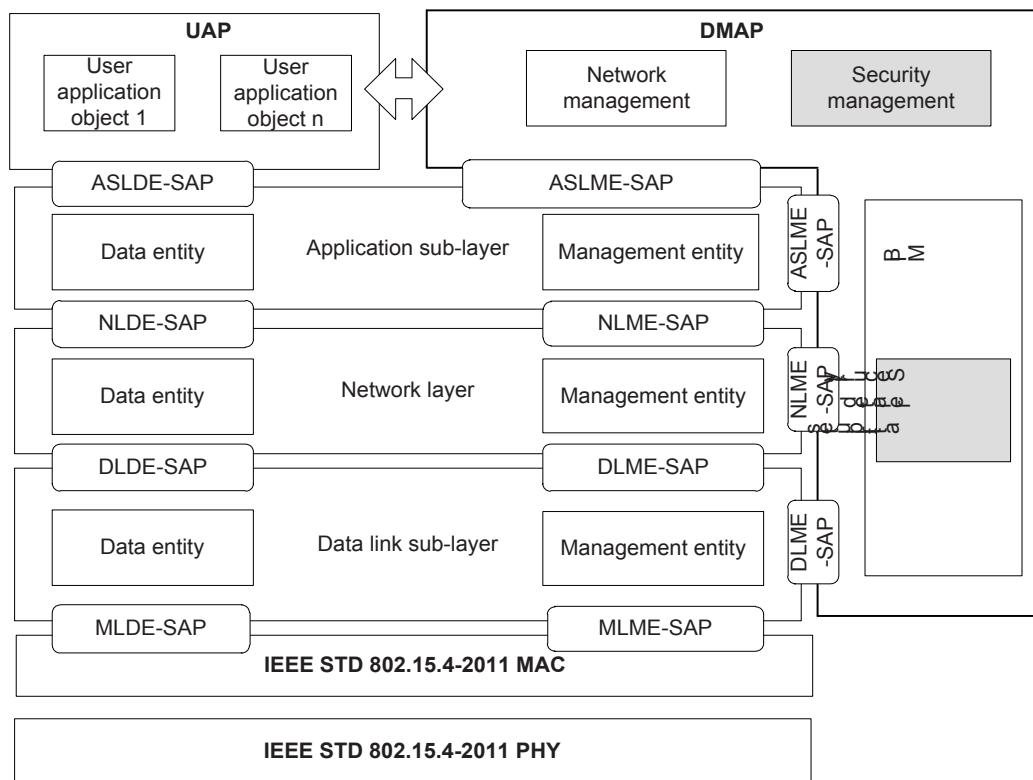 UAP
DMAP
User
application
object 1
User
application
object n
Network
management
Security
management
ASLDE-SAP
ASLME-SAP
Data entity
Application sub-layer
Management entity
ASLME
-SAP
NLDE-SAP
NLME-SAP
Data entity
Network layer
Management entity
NLME
-SAP
DLDE-SAP
DLME-SAP
Data entity
Data link sub-layer
Management entity
DLME
-SAP
MLDE-SAP
MLME-SAP
IEEE STD 802.15.4-2011 MAC
IEEE STD 802.15.4-2011 PHY